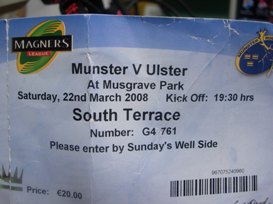 MAGNERS
LEAGUE
Munster V Ulster
At Musgrave Park
Saturday, 22nd March 2008 Kick Off: 19:30 hrs
South Terrace
Number: G4 761
Please enter by Sunday's Well Side
Price: €20.00
967075240960